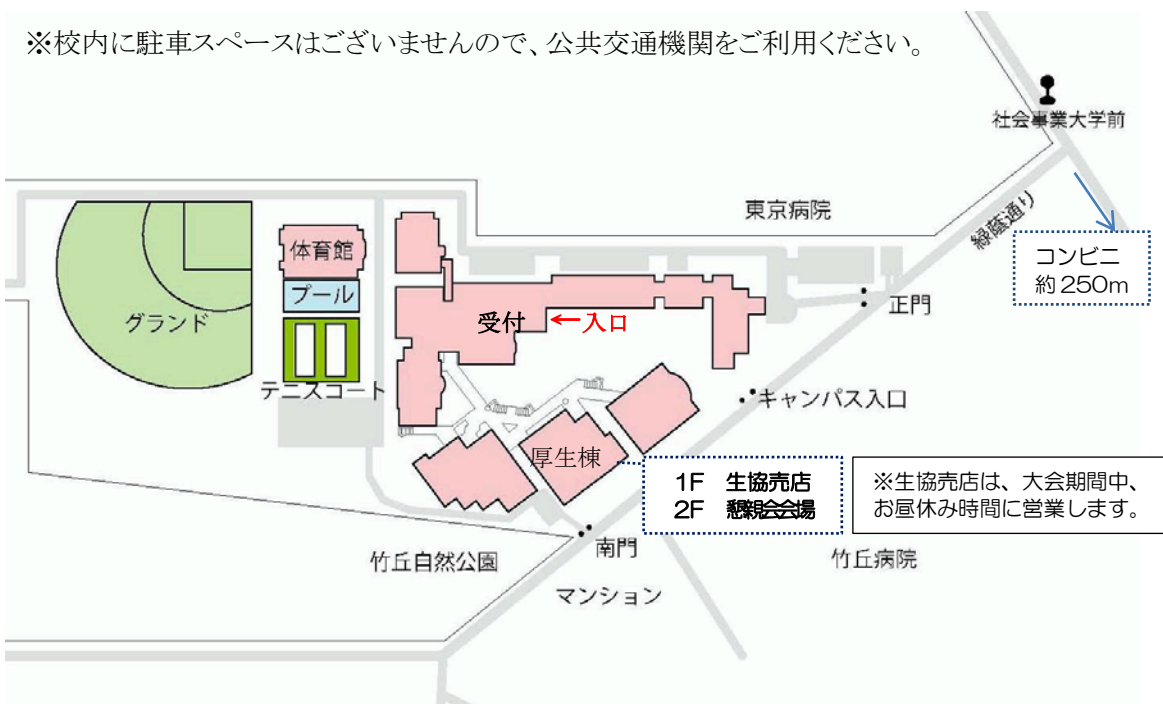 ※校内に駐車スペースはございませんので、公共交通機関をご利用ください。
社会事業大学前
緑蔭通り
東京病院
コンビニ
約250m
体育館
プール
グランド
受付
←入口
正門
テニスコート
キャンパス入口
厚生棟
1F 生協売店
2F 懇親会会場
※生協売店は、大会期間中、
お昼休み時間に営業します。
南門
竹丘自然公園
竹丘病院
マンション